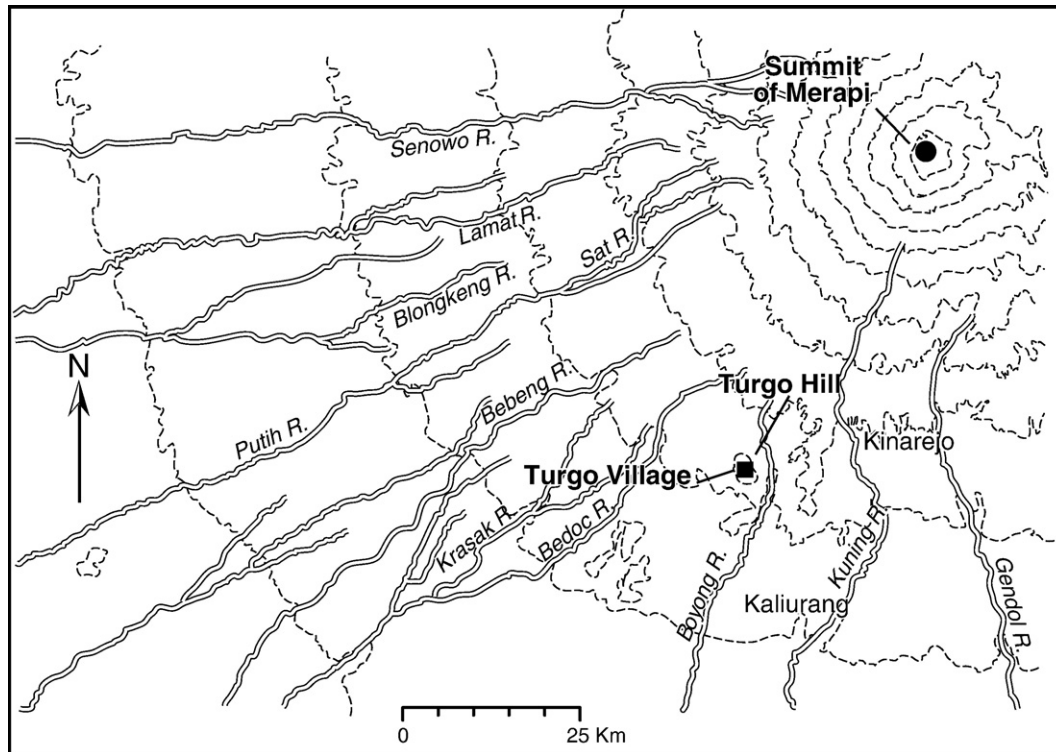 Summit
of Merapi
Senowo R.
Lamat R.
Sat R.
Blongkeng R.
N
Turgo Hill
Bebeng R.
Putih R.
Kinarejo
Turgo Village
Krasak R.
Bedoc R.
Kuning R.
Boyong R.
Gendol R.
Kaliurang
0 25 Km